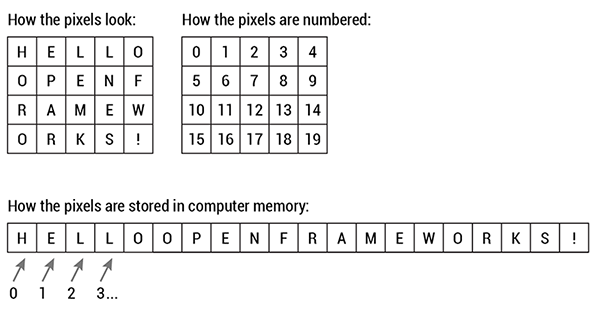 How the pixels look:
H E L L O
O P E N F
R A M E W
O R K S !
How the pixels are numbered:
0 1 2 3 4
5 6 7 8 9
10 11 12 13 14
15 16 17 18 19
How the pixels are stored in computer memory:
H E L L O O P E N F R A M E W O R K S !
0 1 2 3...